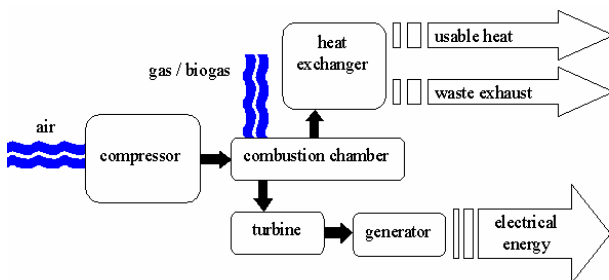 heat
exchanger
usable heat
gas / biogas
waste exhaust
air
compressor
combustion chamber
turbine
generator
electrical
energy